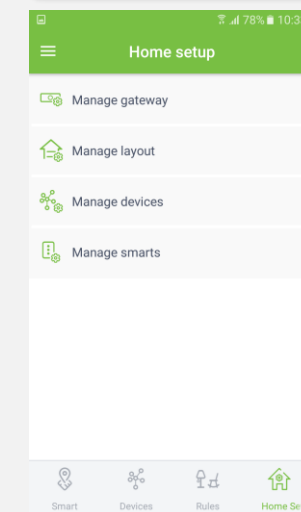 78% 10:3
Home setup
Manage gateway
Manage layout
Manage devices
Manage smarts
Smart Devices Rules Home Se